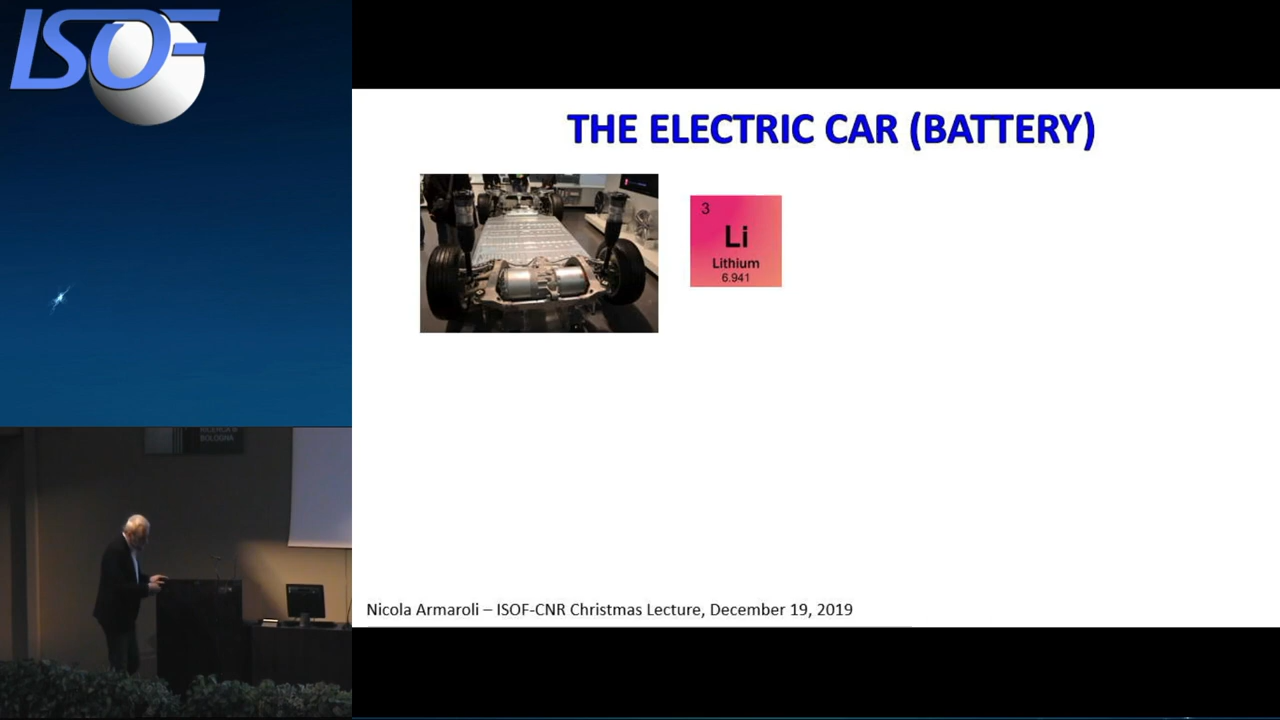 ISOF
THE ELECTRIC CAR (BATTERY)
3
Li
Lithium
6.941
BOLOGNA
Nicola Armaroli – ISOF-CNR Christmas Lecture, December 19, 2019